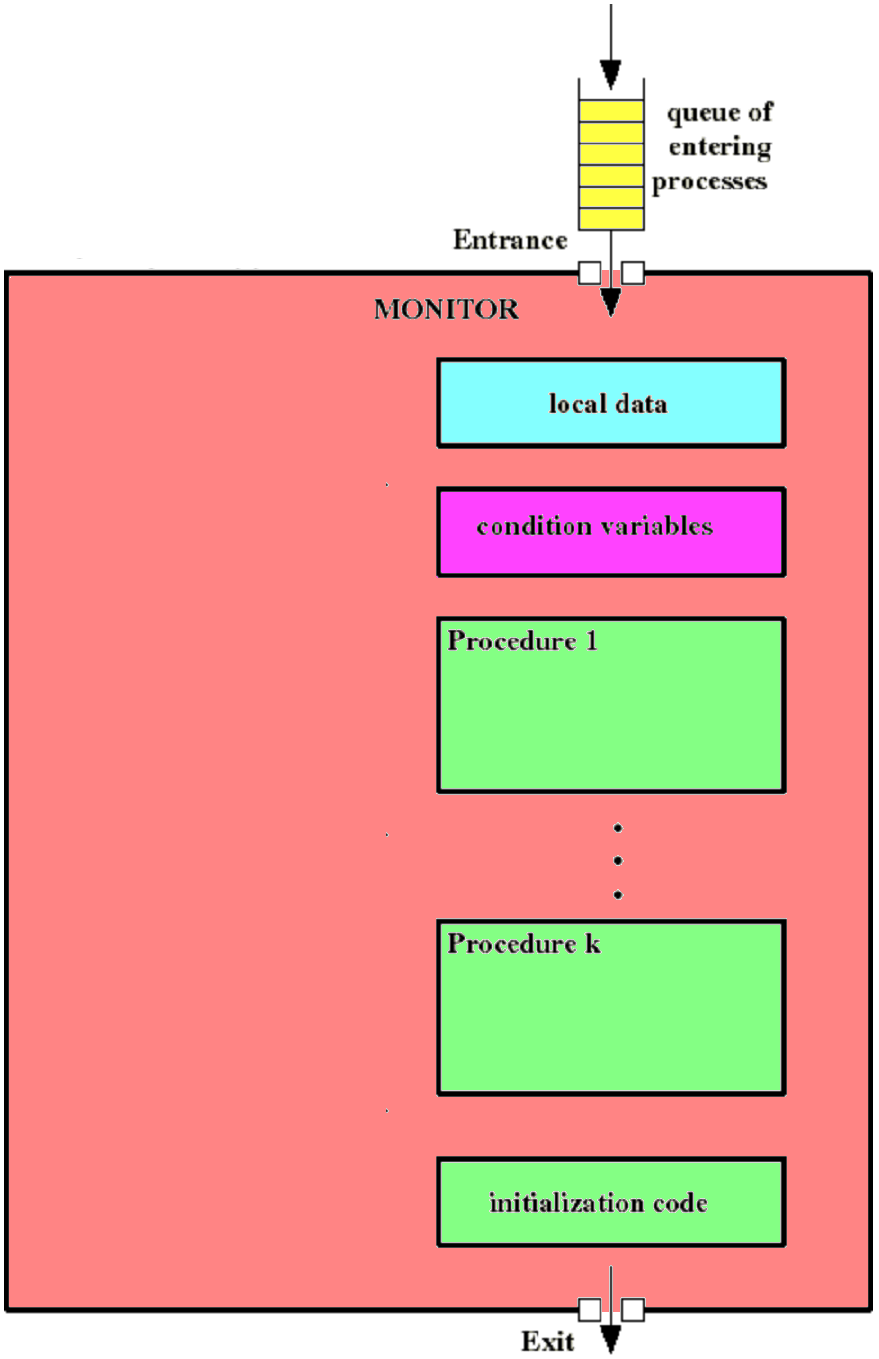 queue of
entering
processes
Entrance
MONITOR
local data
condition variables
Procedure 1
Procedure k
initialization code
Exit